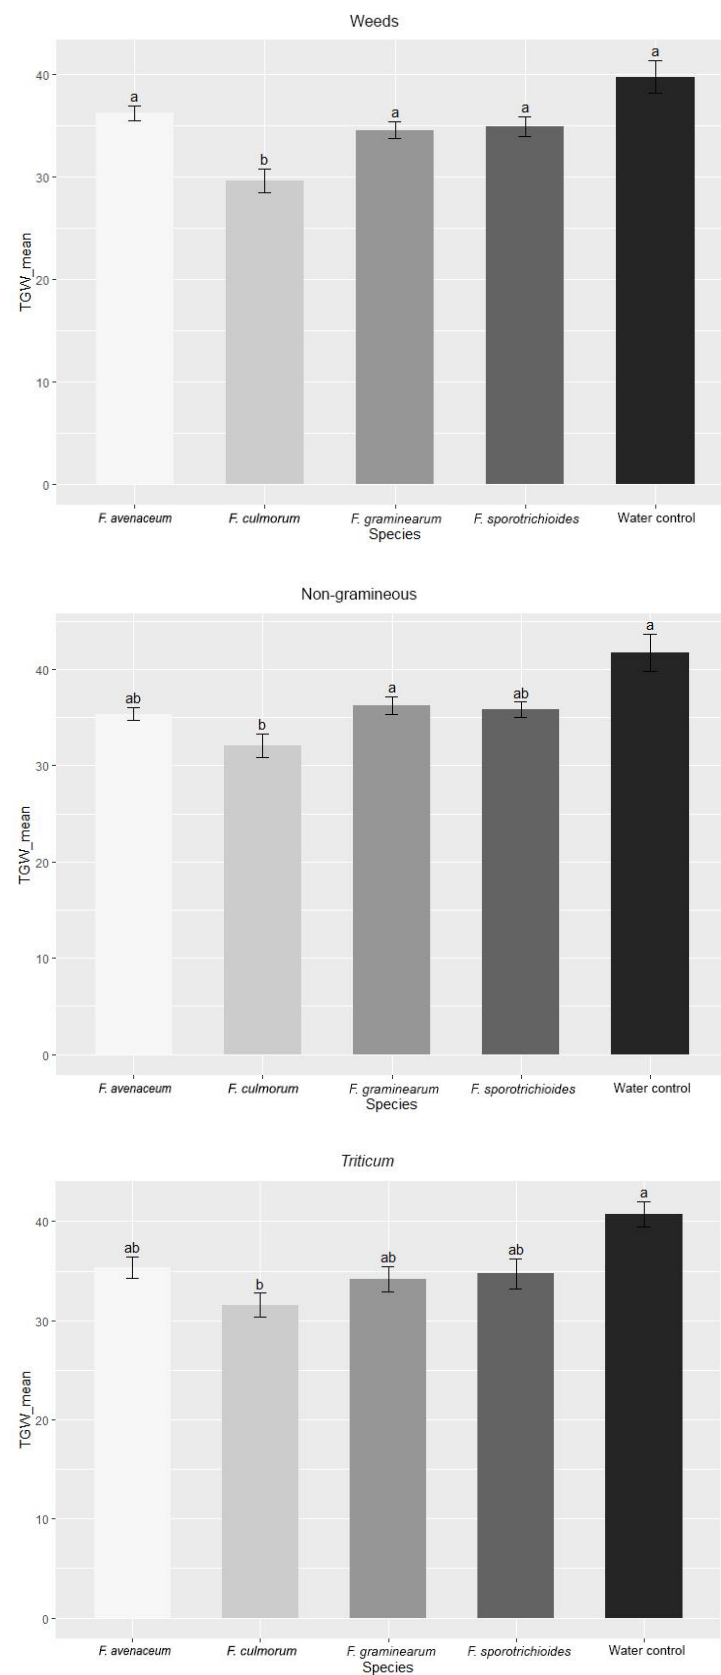 Weeds
TGW_mean
40
30
20
10
0
a
b
a
a
a
F. avenaceum F. culmorum F. graminearum F. sporotrichioides Water control
Species
Non-gramineous
TGW_mean
40
30
20
10
0
ab
b
a
ab
a
F. avenaceum F. culmorum F. graminearum F. sporotrichioides Water control
Species
Triticum
TGW_mean
40
30
20
10
0
ab
b
ab
ab
a
F. avenaceum F. culmorum F. graminearum F. sporotrichioides Water control
Species